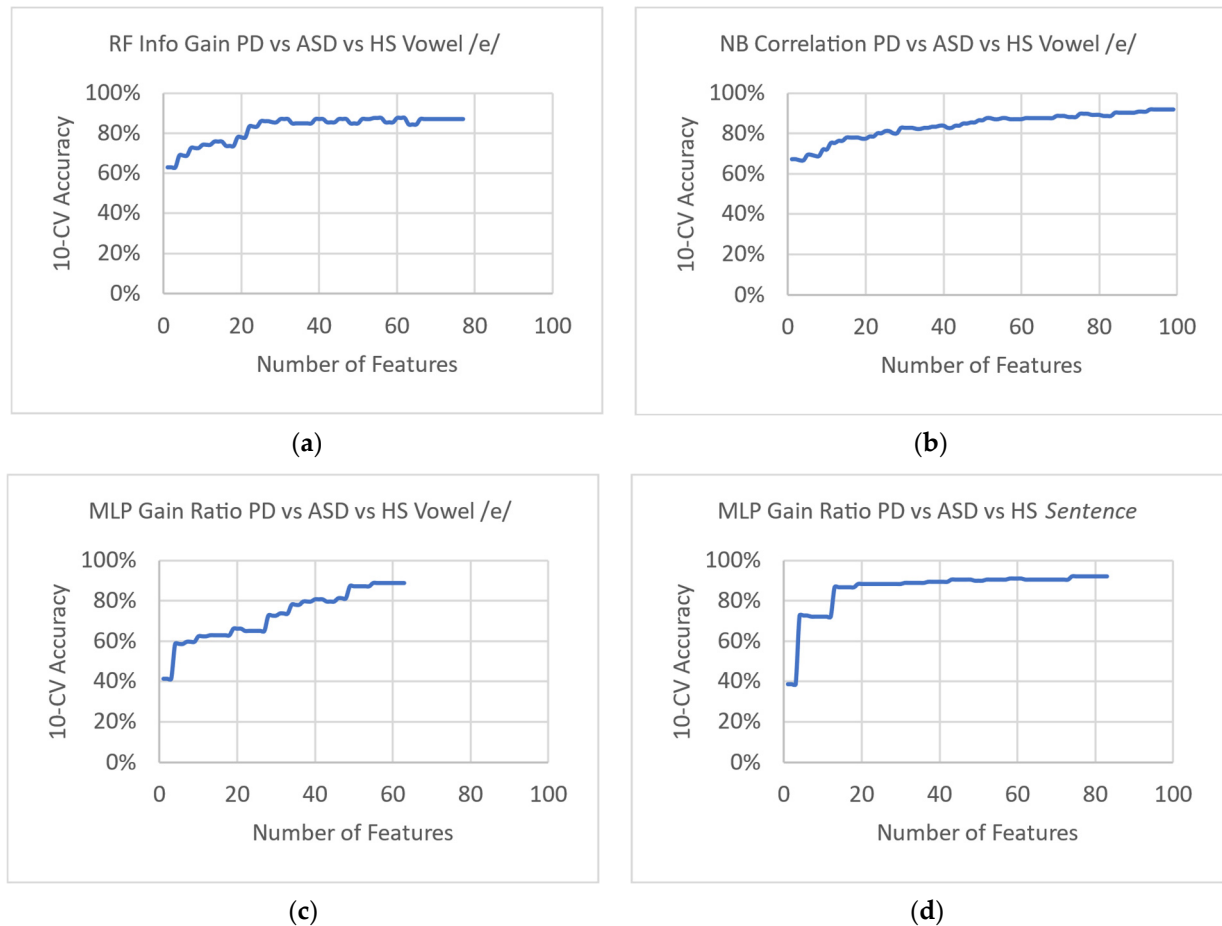 RF Info Gain PD vs ASD vs HS Vowel /e/
100%
80%
60%
40%
20%
0%
10-CV Accuracy
0 20 40 60 80 100
Number of Features
(a)
NB Correlation PD vs ASD vs HS Vowel /e/
100%
80%
60%
40%
20%
0%
10-CV Accuracy
0 20 40 60 80 100
Number of Features
(b)
MLP Gain Ratio PD vs ASD vs HS Vowel /e/
100%
80%
60%
40%
20%
0%
10-CV Accuracy
0 20 40 60 80 100
Number of Features
(c)
MLP Gain Ratio PD vs ASD vs HS Sentence
100%
80%
60%
40%
20%
0%
10-CV Accuracy
0 20 40 60 80 100
Number of Features
(d)